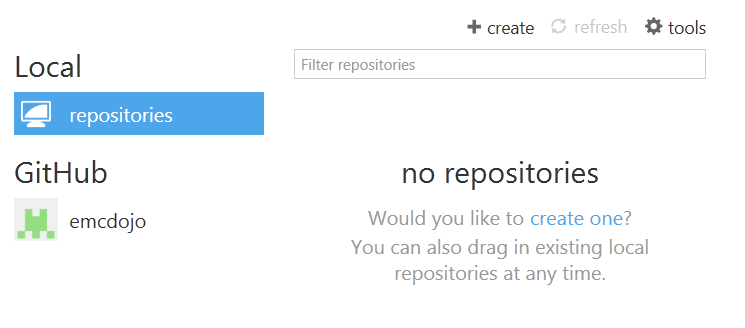 create refresh tools
Local
Filter repositories
repositories
GitHub
no repositories
emcdojo
Would you like to create one?
You can also drag in existing local
repositories at any time.